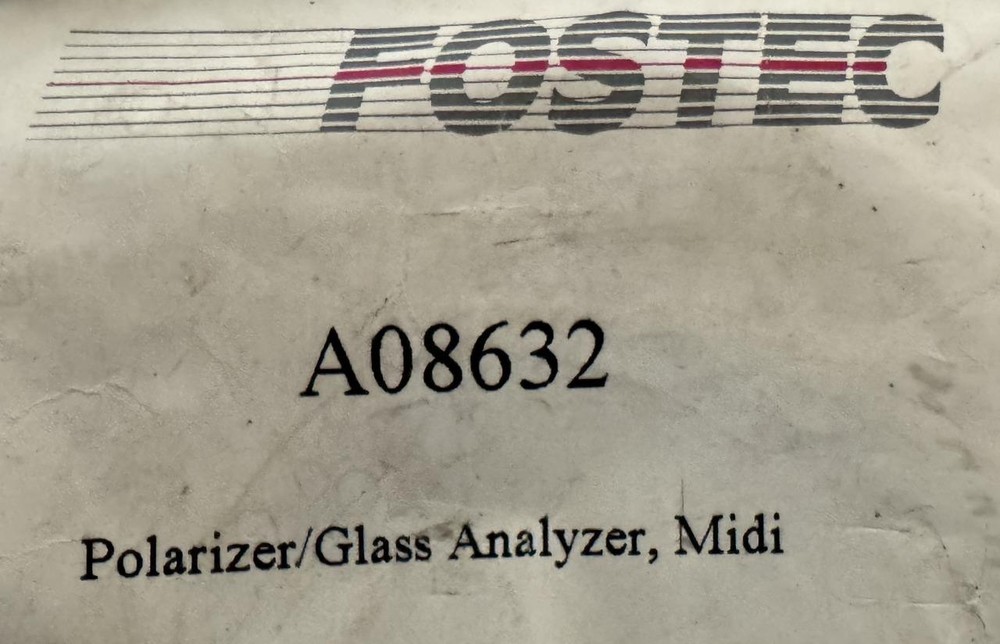 FOSTEC
A08632
Polarizer/Glass Analyzer, Midi